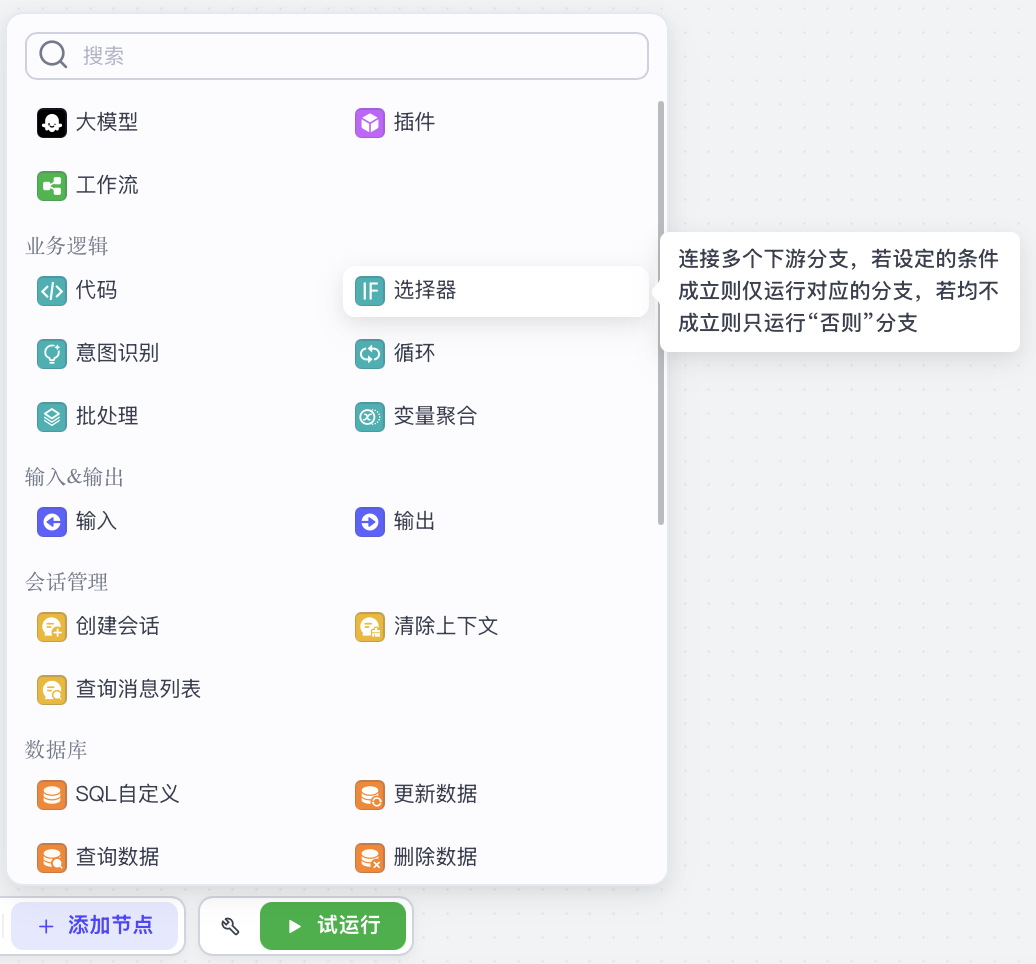 搜索
大模型
插件
工作流
业务逻辑
代码
IF
选择器
连接多个下游分支，若设定的条件
成立则仅运行对应的分支，若均不
成立则只运行“否则”分支
意图识别
循环
批处理
变量聚合
输入&输出
输入
输出
会话管理
创建会话
清除上下文
查询消息列表
数据库
SQL自定义
更新数据
查询数据
删除数据
添加节点
试运行